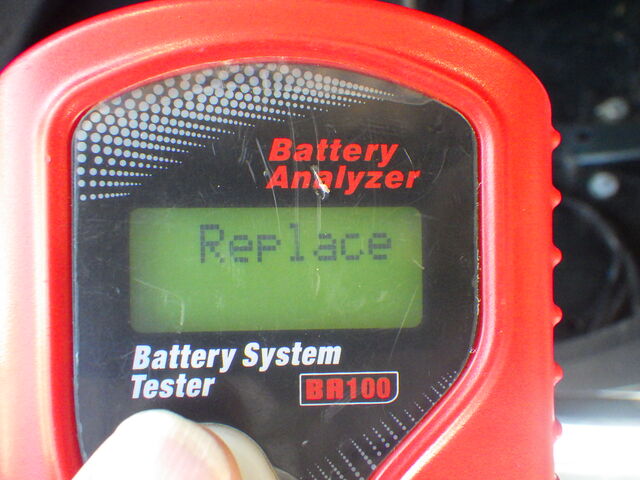 Battery
Analyzer
Replace
Battery System
Tester
BR100